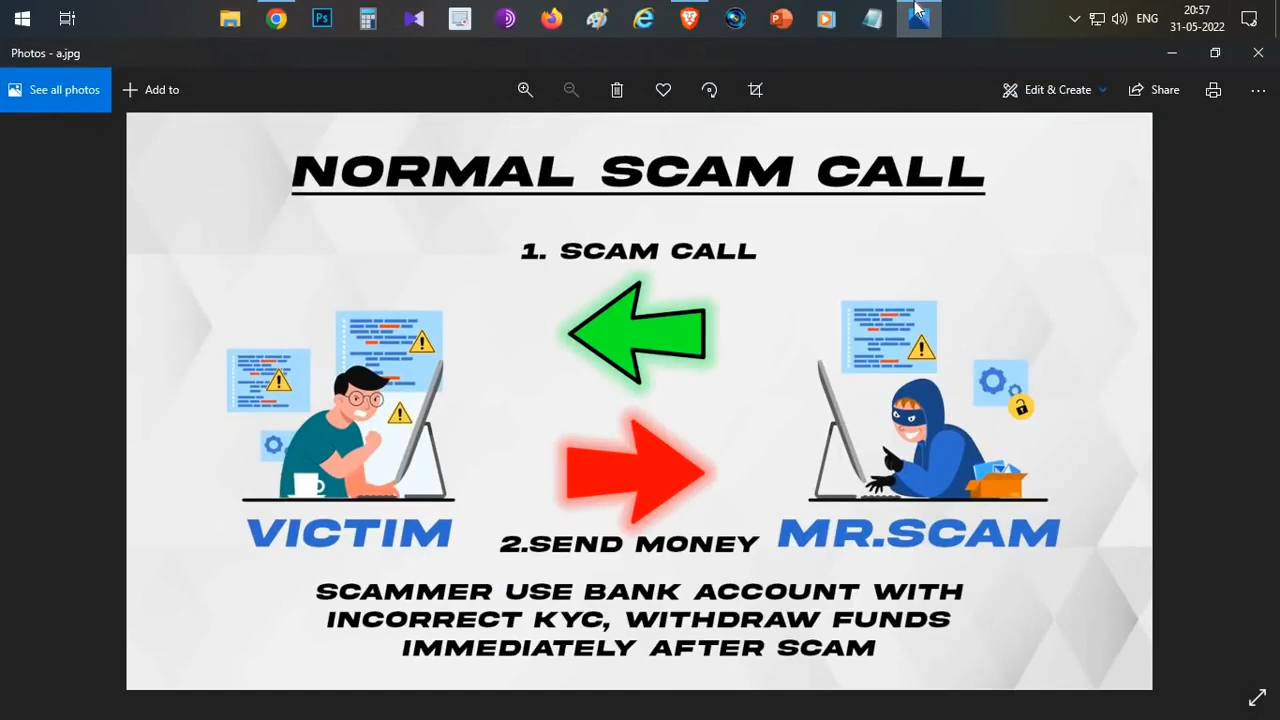 20:57
ENG
31-05-2022
Photos - a.jpg
See all photos
Add to
Edit & Create
Share
NORMAL SCAM CALL
1. SCAM CALL
VICTIM
2.SEND MONEY
MR.SCAM
SCAMMER USE BANK ACCOUNT WITH
INCORRECT KYC, WITHDRAW FUNDS
IMMEDIATELY AFTER SCAM